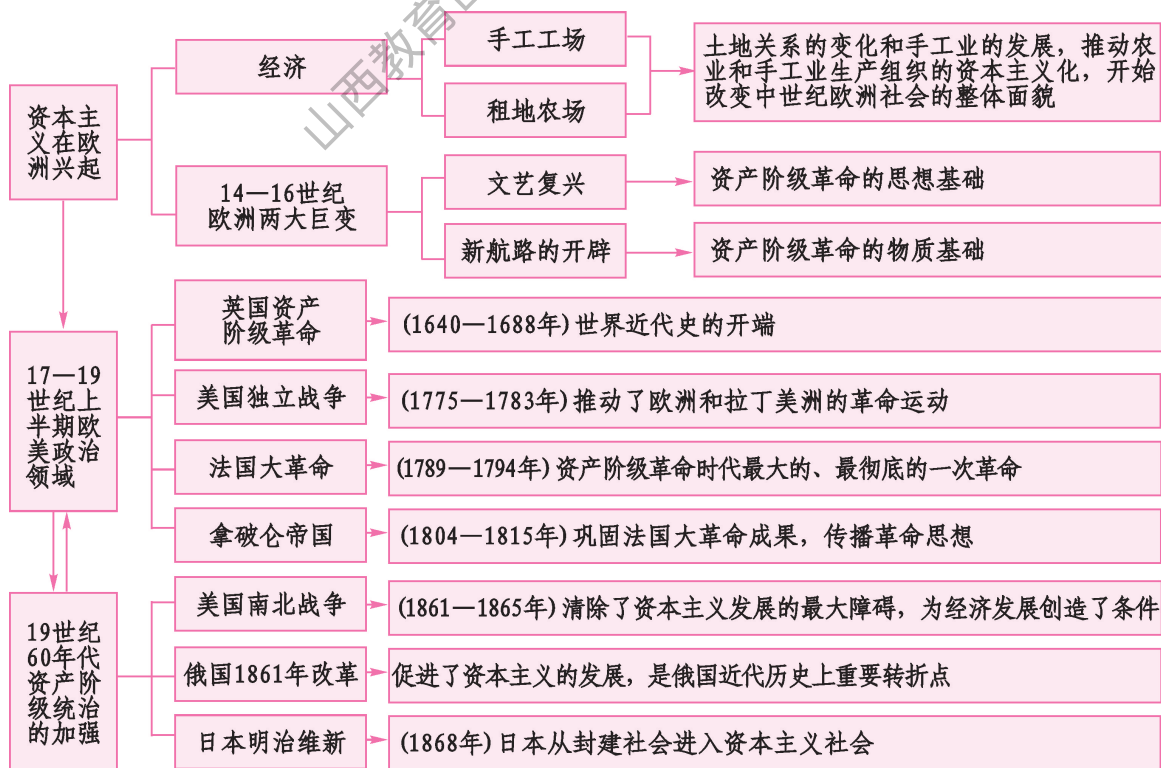 资本主
义在欧
洲兴起
经济
手工工场
租地农场
土地关系的变化和手工业的发展，推动农
业和手工业生产组织的资本主义化，开始
改变中世纪欧洲社会的整体面貌
14—16世纪
欧洲两大巨变
文艺复兴
资产阶级革命的思想基础
新航路的开辟
资产阶级革命的物质基础
17—19
世纪上
半期欧
美政治
领域
英国资产
阶级革命
(1640—1688年)世界近代史的开端
美国独立战争
(1775—1783年)推动了欧洲和拉丁美洲的革命运动
法国大革命
(1789—1794年)资产阶级革命时代最大的、最彻底的一次革命
拿破仑帝国
(1804—1815年)巩固法国大革命成果，传播革命思想
19世纪
60年代
资产阶
级统治
的加强
美国南北战争
(1861—1865年)清除了资本主义发展的最大障碍，为经济发展创造了条件
俄国1861年改革
促进了资本主义的发展，是俄国近代历史上重要转折点
日本明治维新
(1868年)日本从封建社会进入资本主义社会
山西教育